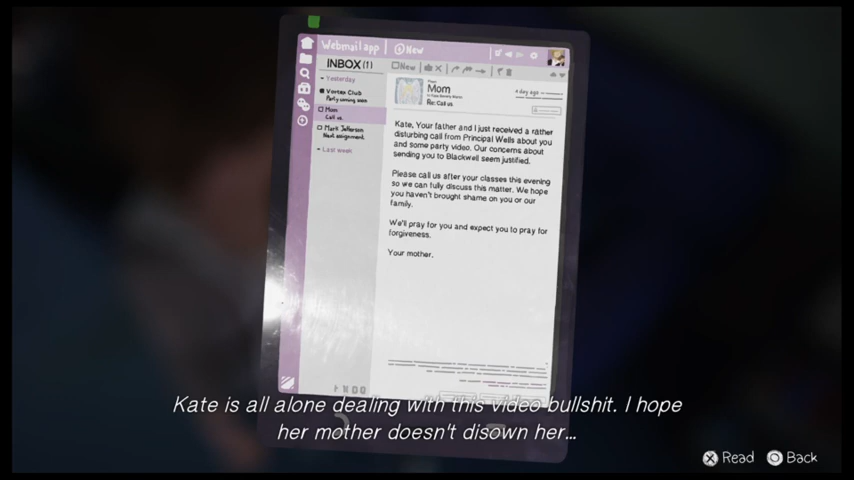 Webmail app
New
INBOX (1)
New
Yesterday
Vortex Club
Party coming soon
Mom
Call us.
Mark Jefferson
Next assignment.
Last week
From
Mom
Re: Call us
a day ago
Kate, Your father and I just received a rather
disturbing call from Principal Wells about you
and some party video. Our concerns about
sending you to Blackwell seem justified.
Please call us after your classes this evening
so we can fully discuss this matter. We hope
you haven't brought shame on you or our
family.
We'll pray for you and expect you to pray for
forgiveness.
Your mother.
Kate is all alone dealing with this video bullshit. I hope
her mother doesn't disown her...
Read
Back